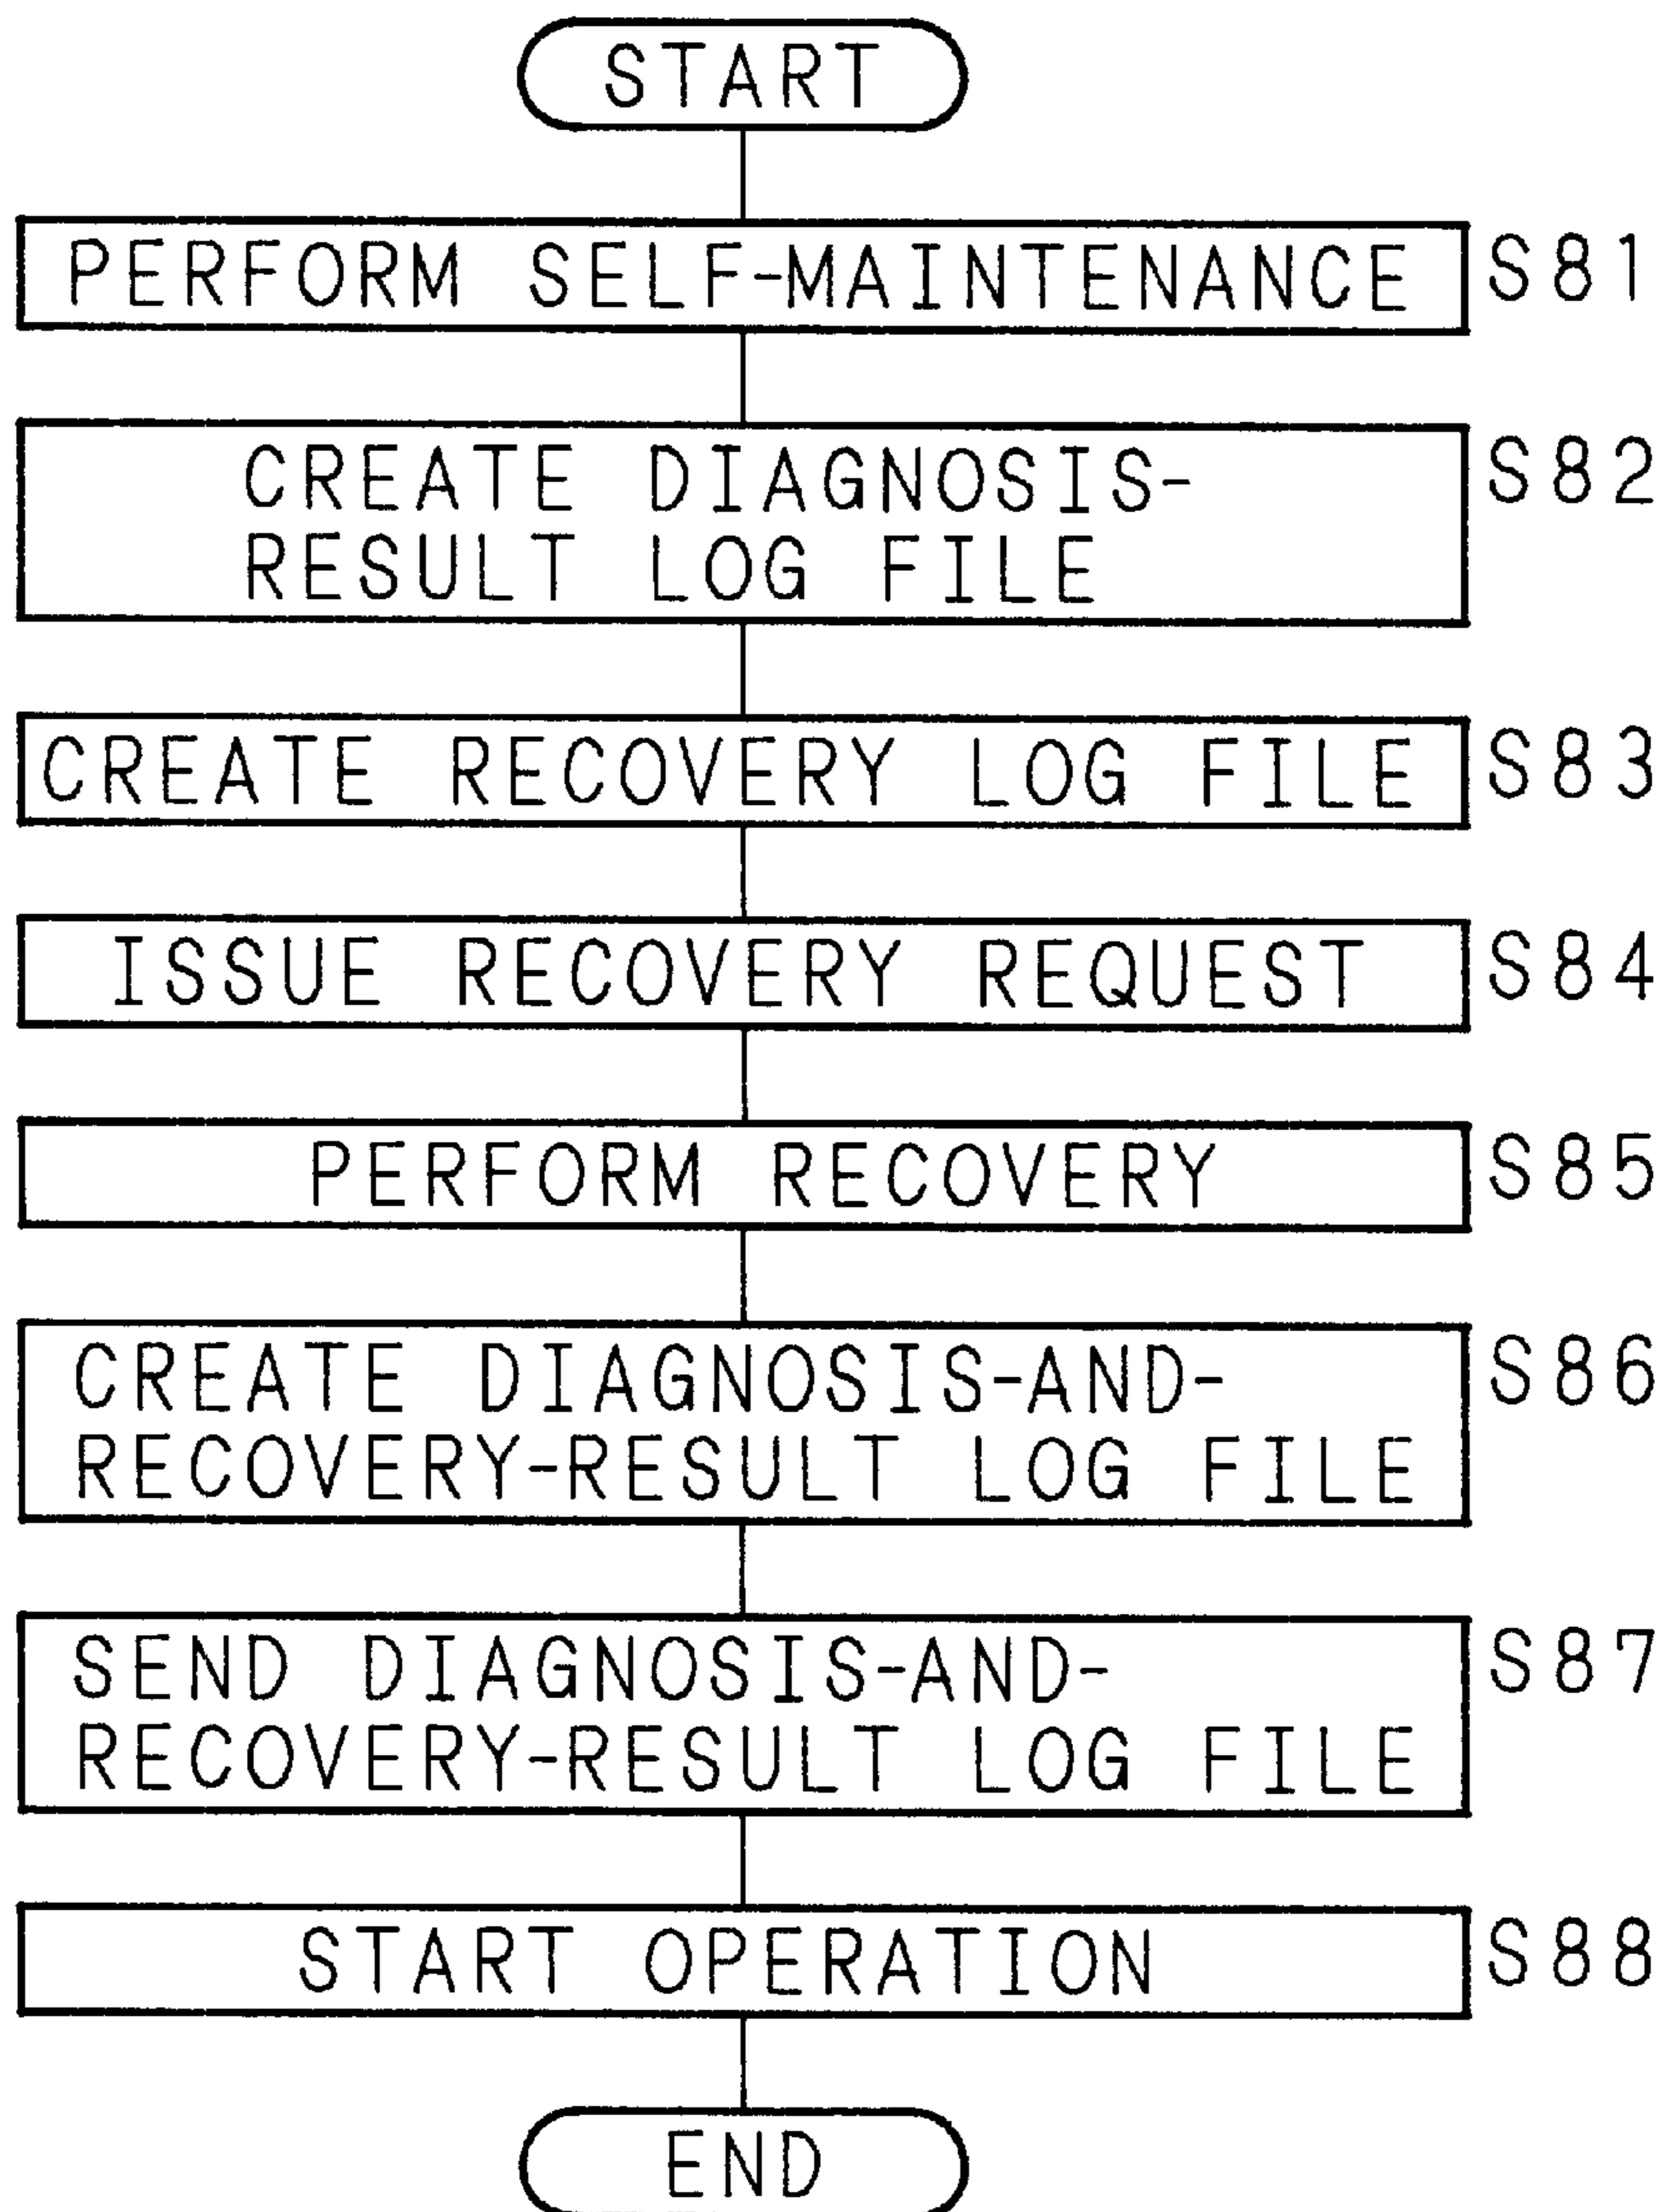 START
PERFORM SELF-MAINTENANCE S81
CREATE DIAGNOSIS- S82
RESULT LOG FILE
CREATE RECOVERY LOG FILE S83
ISSUE RECOVERY REQUEST S84
PERFORM RECOVERY S85
CREATE DIAGNOSIS-AND- S86
RECOVERY-RESULT LOG FILE
SEND DIAGNOSIS-AND- S87
RECOVERY-RESULT LOG FILE
START OPERATION S88
END